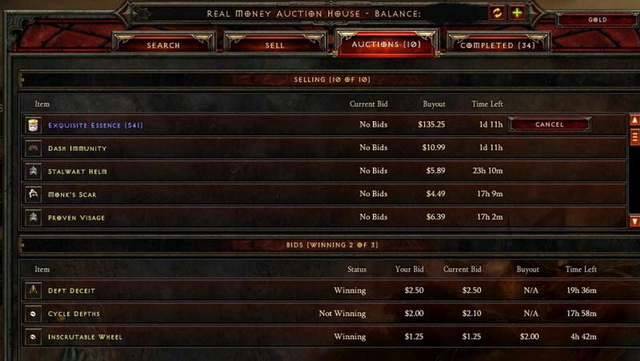 Real Money Auction House - Balance:
Gold
Search Sell Auctions (10) Completed (34)
Selling (10 of 10)
Item Current Bid Buyout Time Left
Exquisite Essence (541) No Bids $135.25 1d 11h Cancel
Dash Immunity No Bids $10.99 1d 11h
Stalwart Helm No Bids $5.89 23h 10m
Monk's Scar No Bids $4.49 17h 9m
Proven Visage No Bids $6.39 17h 2m
Bids (Winning 2 of 3)
Item Status Your Bid Current Bid Buyout Time Left
Deft Deceit Winning $2.50 $2.50 N/A 19h 36m
Cycle Depths Not Winning $2.00 $2.10 N/A 17h 58m
Inscrutable Wheel Winning $1.25 $1.25 $2.00 4h 42m